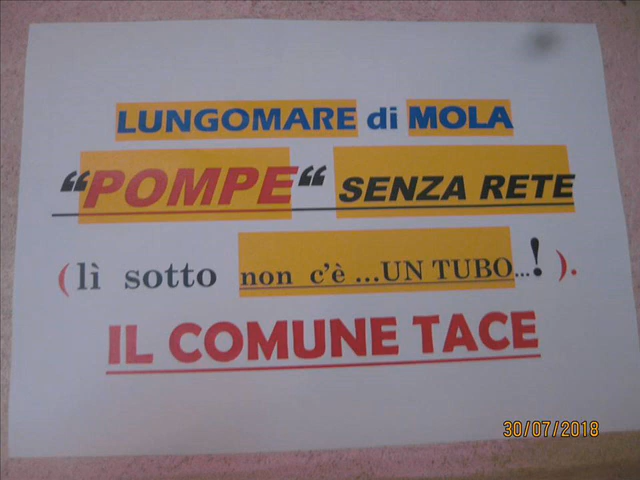 LUNGOMARE di MOLA
“POMPE“ SENZA RETE
(lì sotto non c'è ...UN TUBO...! ).
IL COMUNE TACE
30/07/2018